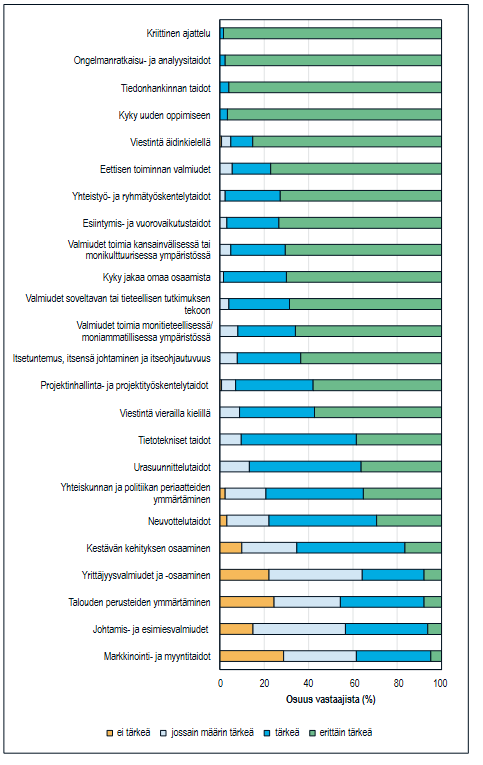 Kriittinen ajattelu
Ongelmanratkaisu- ja analyysitaidot
Tiedonhankinnan taidot
Kyky uuden oppimiseen
Viestintä äidinkielellä
Eettisen toiminnan valmiudet
Yhteistyö- ja ryhmätyöskentelytaidot
Esiintymis- ja vuorovaikutustaidot
Valmiudet toimia kansainvälisessä tai
monikulttuurisessa ympäristössä
Kyky jakaa omaa osaamista
Valmiudet soveltavan tai tieteellisen tutkimuksen
tekoon
Valmiudet toimia monitieteellisessä/
moniammatillisessa ympäristössä
Itsetuntemus, itsensä johtaminen ja itseohjautuvuus
Projektinhallinta- ja projektityöskentelytaidot
Viestintä vierailla kielillä
Tietotekniset taidot
Urasuunnittelutaidot
Yhteiskunnan ja politiikan periaatteiden
ymmärtäminen
Neuvottelutaidot
Kestävän kehityksen osaaminen
Yrittäjyysvalmiudet ja -osaaminen
Talouden perusteiden ymmärtäminen
Johtamis- ja esimiesvalmiudet
Markkinointi- ja myyntitaidot
0 20 40 60 80 100
Osuus vastaajista (%)
ei tärkeä jossain määrin tärkeä tärkeä erittäin tärkeä